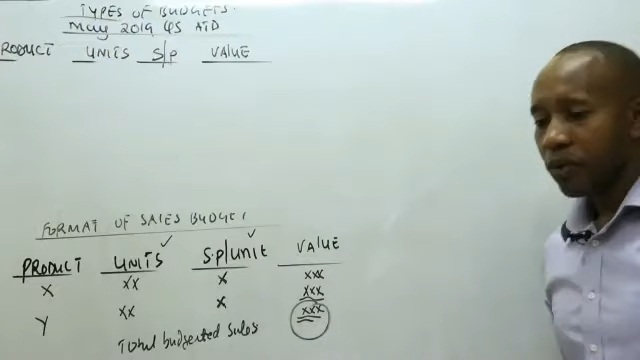 TYPES OF BUDGETS.
May 2019 QS ATD
PRODUCT UNITS S/P VALUE
FORMAT OF SALES BUDGET
PRODUCT UNITS ✓ S.P/unit ✓ VALUE
X XX X XXX
Y XX X XXX
Total budgeted sales XXX